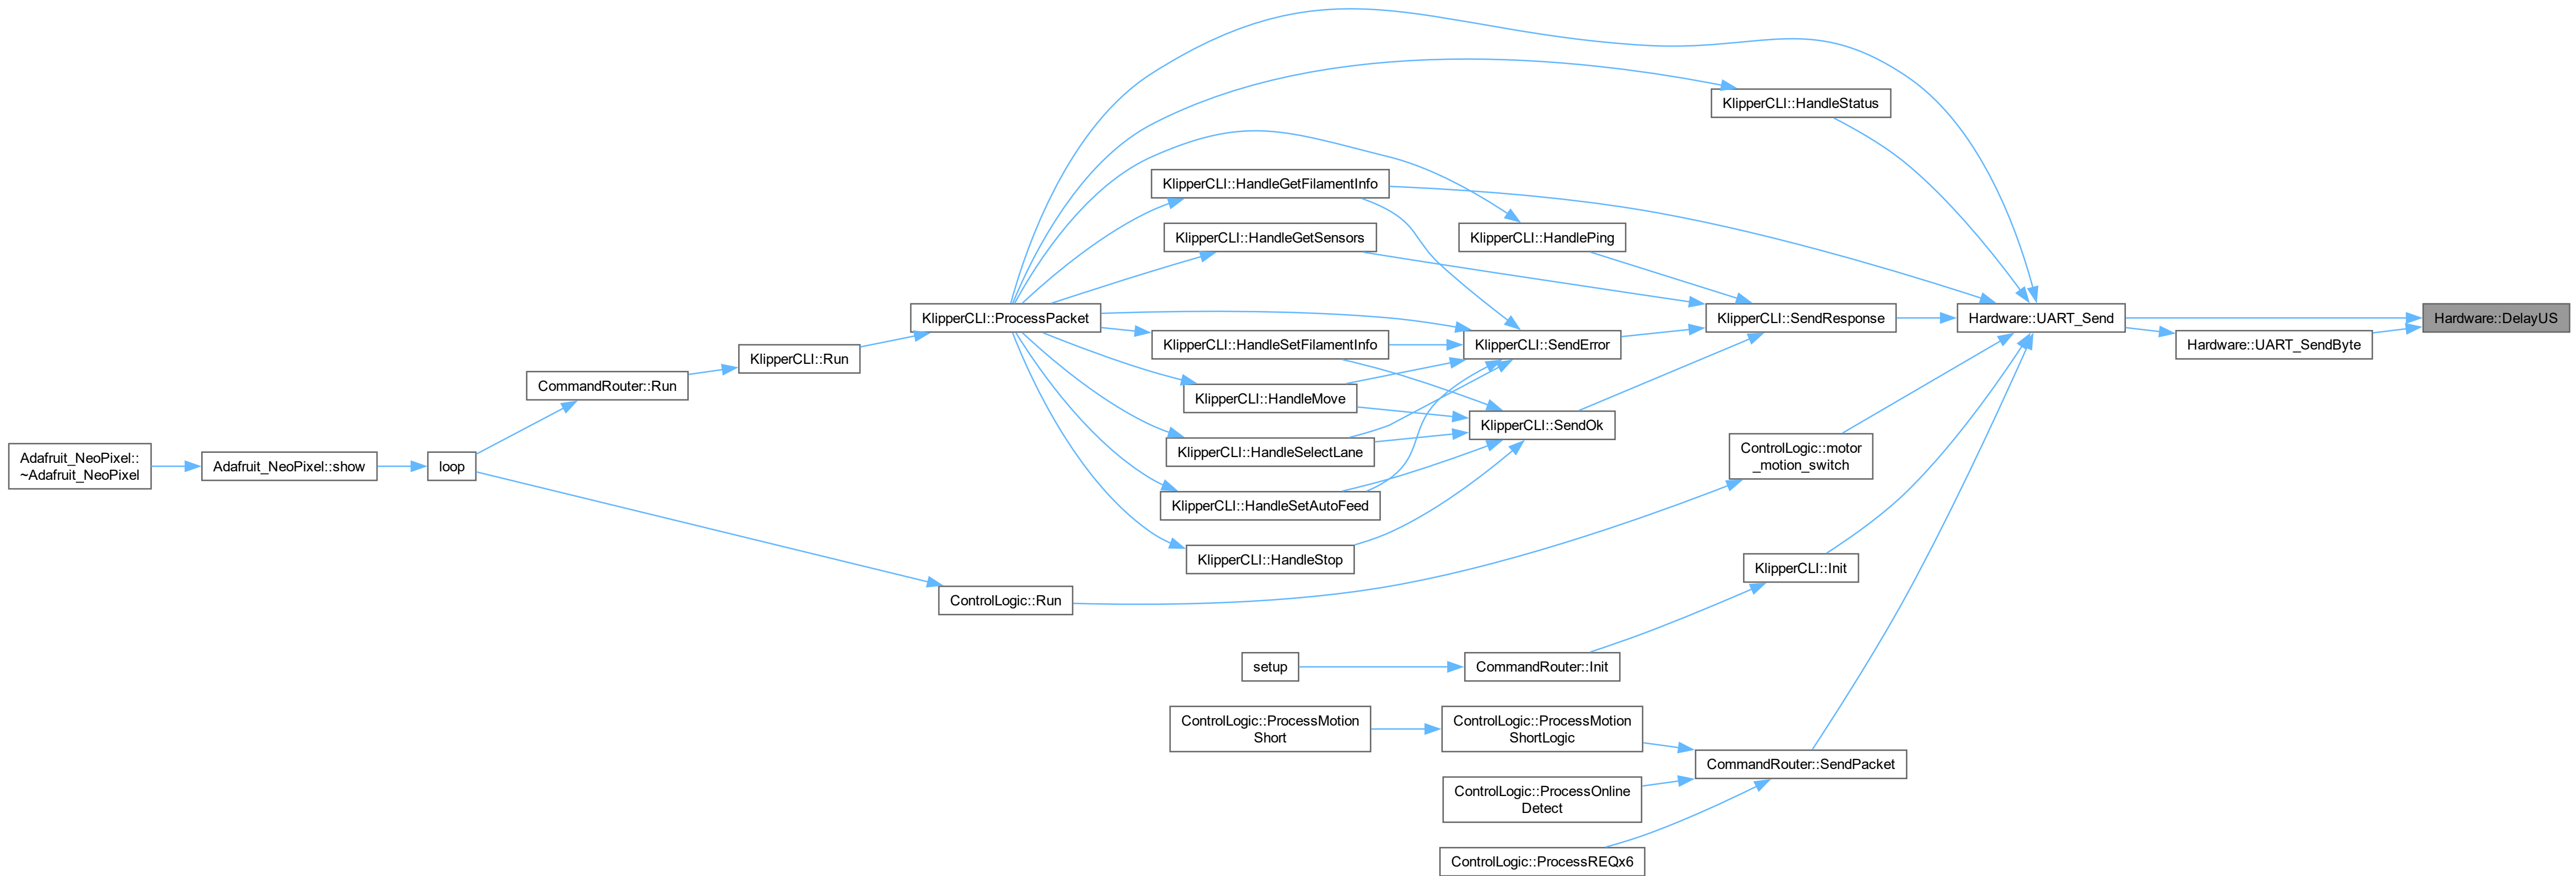 KlipperCLI::HandleStatus
KlipperCLI::HandleGetFilamentInfo
KlipperCLI::HandleGetSensors
KlipperCLI::HandlePing
KlipperCLI::ProcessPacket
KlipperCLI::SendResponse
Hardware::UART_Send
Hardware::DelayUS
KlipperCLI::HandleSetFilamentInfo
KlipperCLI::SendError
Hardware::UART_SendByte
KlipperCLI::Run
CommandRouter::Run
KlipperCLI::HandleMove
KlipperCLI::SendOk
KlipperCLI::HandleSelectLane
ControlLogic::motor
_motion_switch
Adafruit_NeoPixel::
~Adafruit_NeoPixel
Adafruit_NeoPixel::show
loop
KlipperCLI::HandleSetAutoFeed
KlipperCLI::HandleStop
KlipperCLI::Init
ControlLogic::Run
setup
CommandRouter::Init
ControlLogic::ProcessMotion
Short
ControlLogic::ProcessMotion
ShortLogic
CommandRouter::SendPacket
ControlLogic::ProcessOnline
Detect
ControlLogic::ProcessREQx6